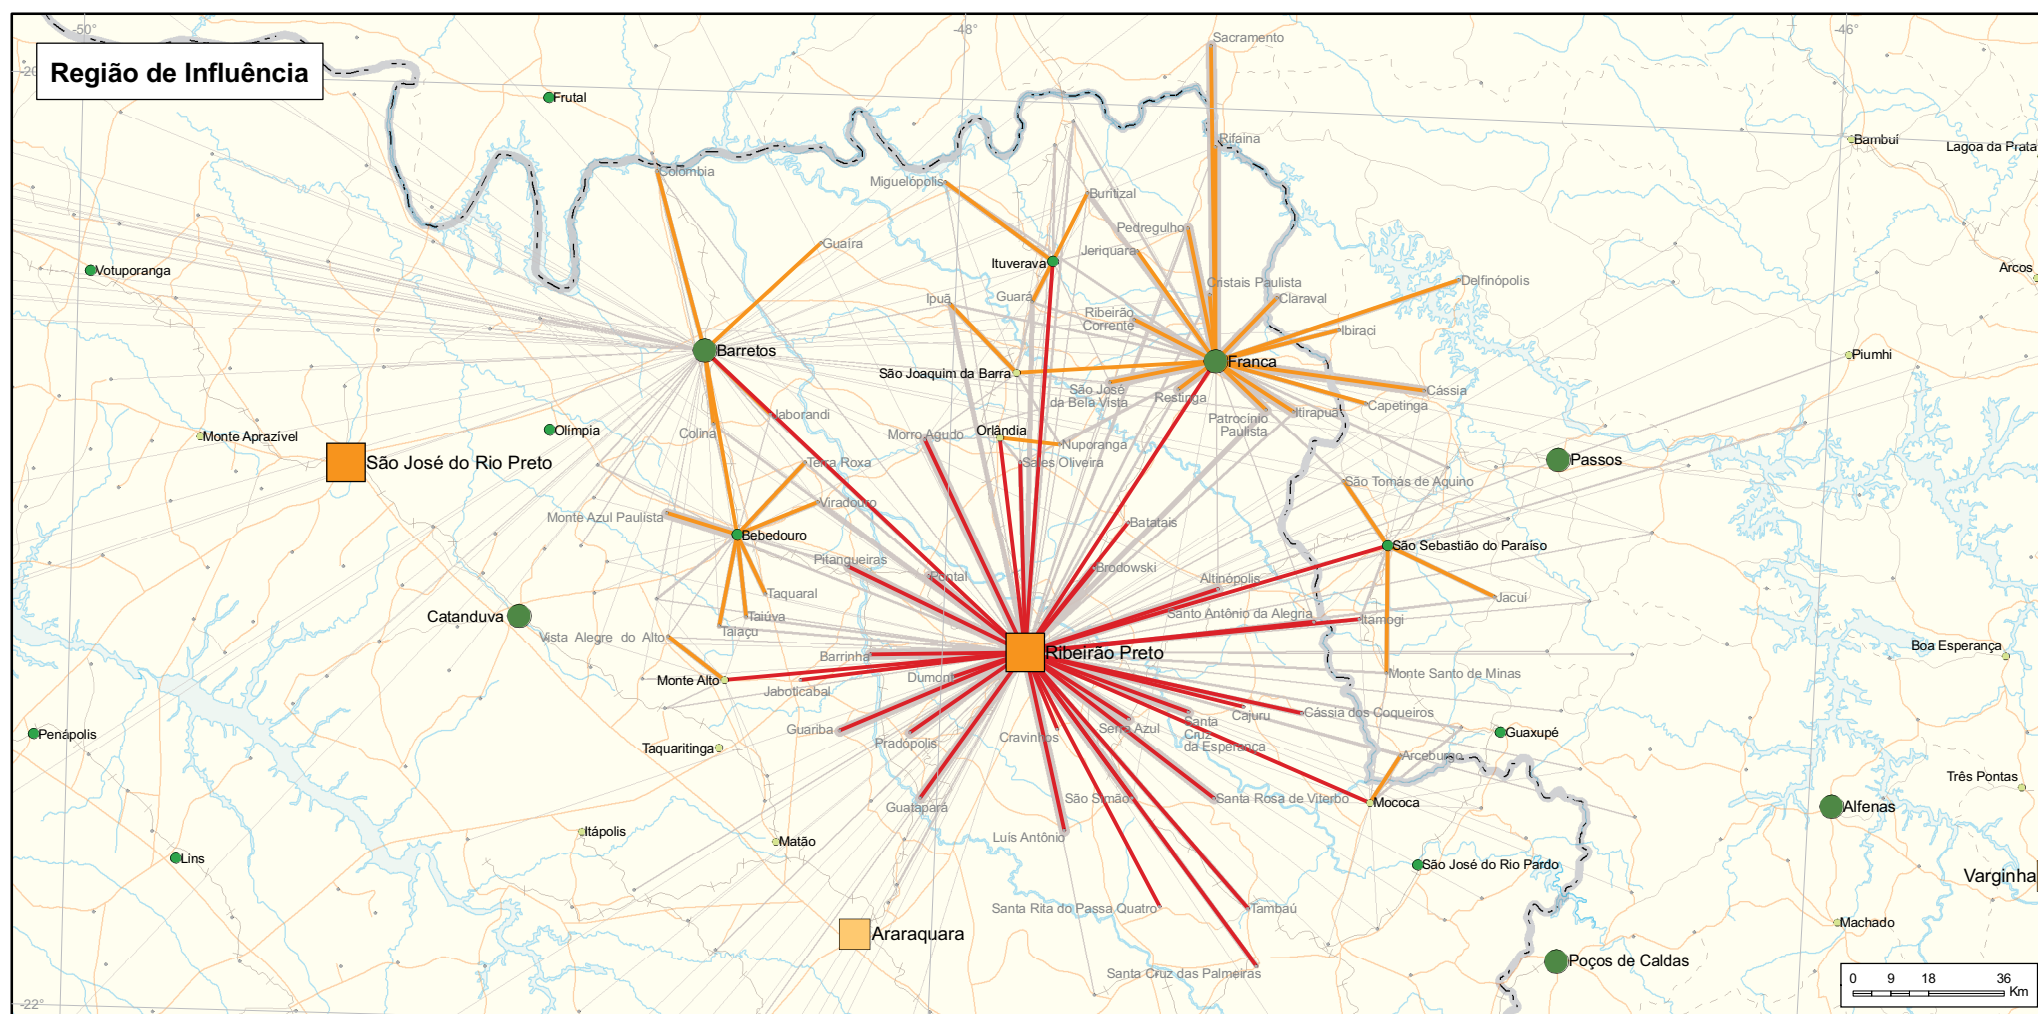 -50°
-48°
-46°
-20
Região de Influência
Sacramento
Frutal
Rifaina
Bambuí
Lagoa da Prata
Colômbia
Miguelópolis
Buritizal
Pedregulho
Guaíra
Jeriquara
Ituverava
Votuporanga
Arcos
Cristais Paulista
Delfinópolis
Ipuã
Guará
Claraval
Ribeirão
Corrente
Ibiraci
Barretos
Franca
Piumhi
São Joaquim da Barra
São José
da Bela Vista
Restinga
Cássia
Capetinga
Jaborandi
Patrocínio
Paulista
Itirapuã
Colina
Olímpia
Monte Aprazível
Morro Agudo
Orlândia
Nuporanga
São José do Rio Preto
Terra Roxa
Sales Oliveira
Passos
São Tomás de Aquino
Viradouro
Monte Azul Paulista
Batatais
Bebedouro
São Sebastião do Paraíso
Pitangueiras
Pontal
Brodowski
Altinópolis
Taquaral
Jacuí
Catanduva
Taiúva
Santo Antônio da Alegria
Itamogi
Taiaçu
Vista Alegre do Alto
Ribeirão Preto
Boa Esperança
Barrinha
Monte Alto
Dumont
Monte Santo de Minas
Jaboticabal
Cajuru
Cássia dos Coqueiros
Guariba
Serra Azul
Santa
Cruz
da Esperança
Penápolis
Pradópolis
Cravinhos
Guaxupé
Taquaritinga
Arceburgo
Três Pontas
Guatapará
São Simão
Santa Rosa de Viterbo
Mococa
Alfenas
Itápolis
Matão
Luís Antônio
Lins
São José do Rio Pardo
Varginha
Santa Rita do Passa Quatro
Tambaú
Machado
Araraquara
Santa Cruz das Palmeiras
Poços de Caldas
0 9 18 36
Km
-22°